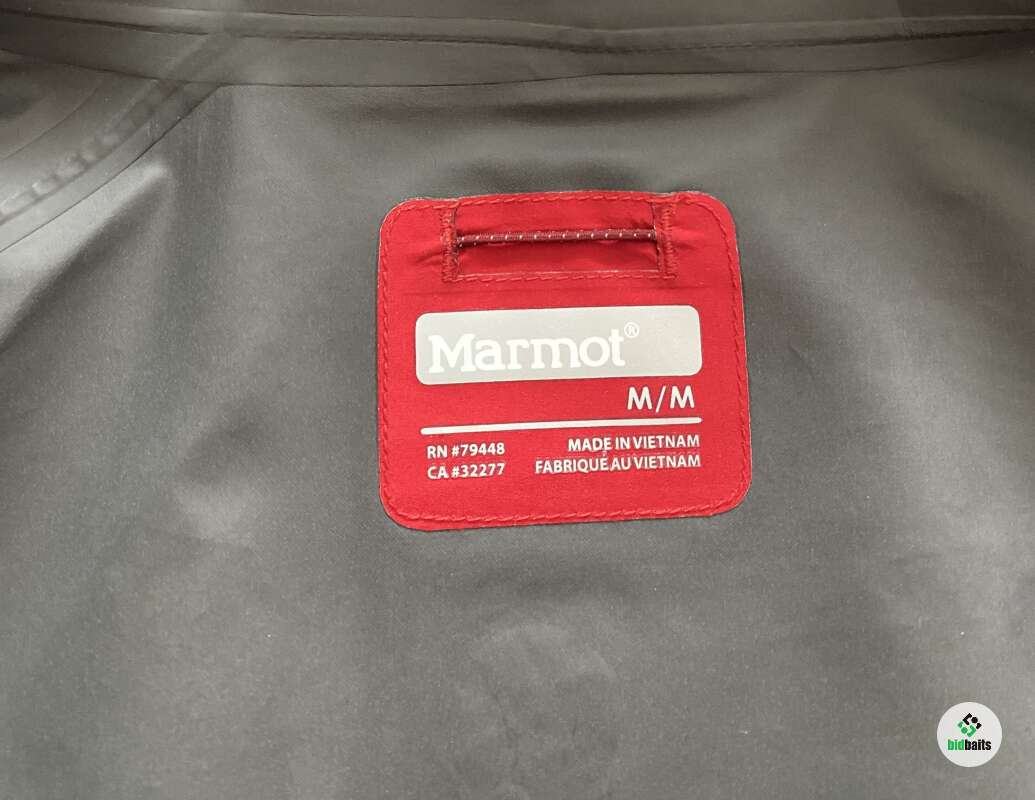 Marmot®
M/M
RN #79448
CA #32277
MADE IN VIETNAM
FABRIQUÉ AU VIETNAM
bidbaits